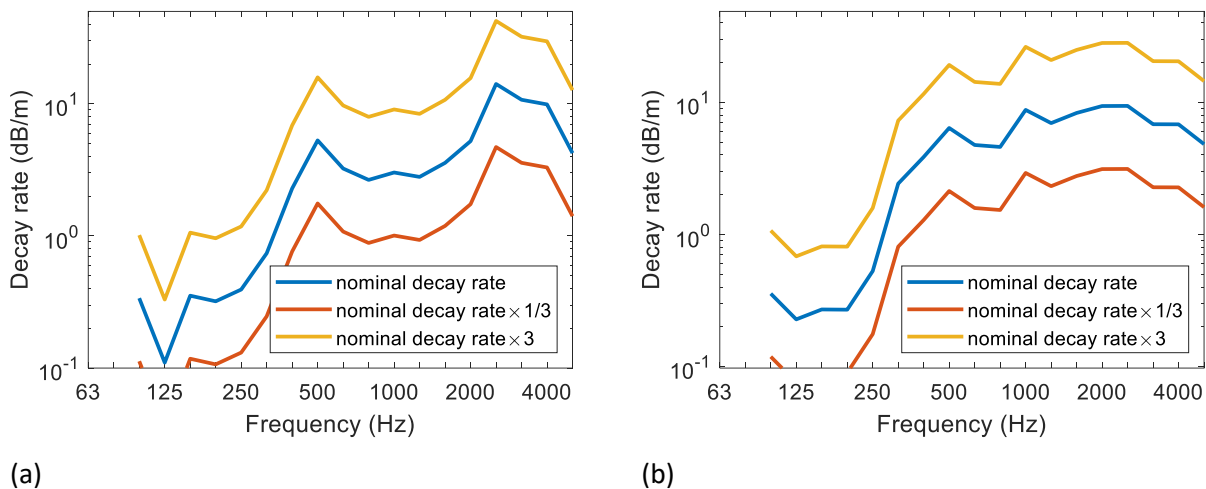 Decay rate (dB/m)
10^1
10^0
10^-1
nominal decay rate
nominal decay rate × 1/3
nominal decay rate × 3
63 125 250 500 1000 2000 4000
Frequency (Hz)
(a)
Decay rate (dB/m)
10^1
10^0
10^-1
nominal decay rate
nominal decay rate × 1/3
nominal decay rate × 3
63 125 250 500 1000 2000 4000
Frequency (Hz)
(b)